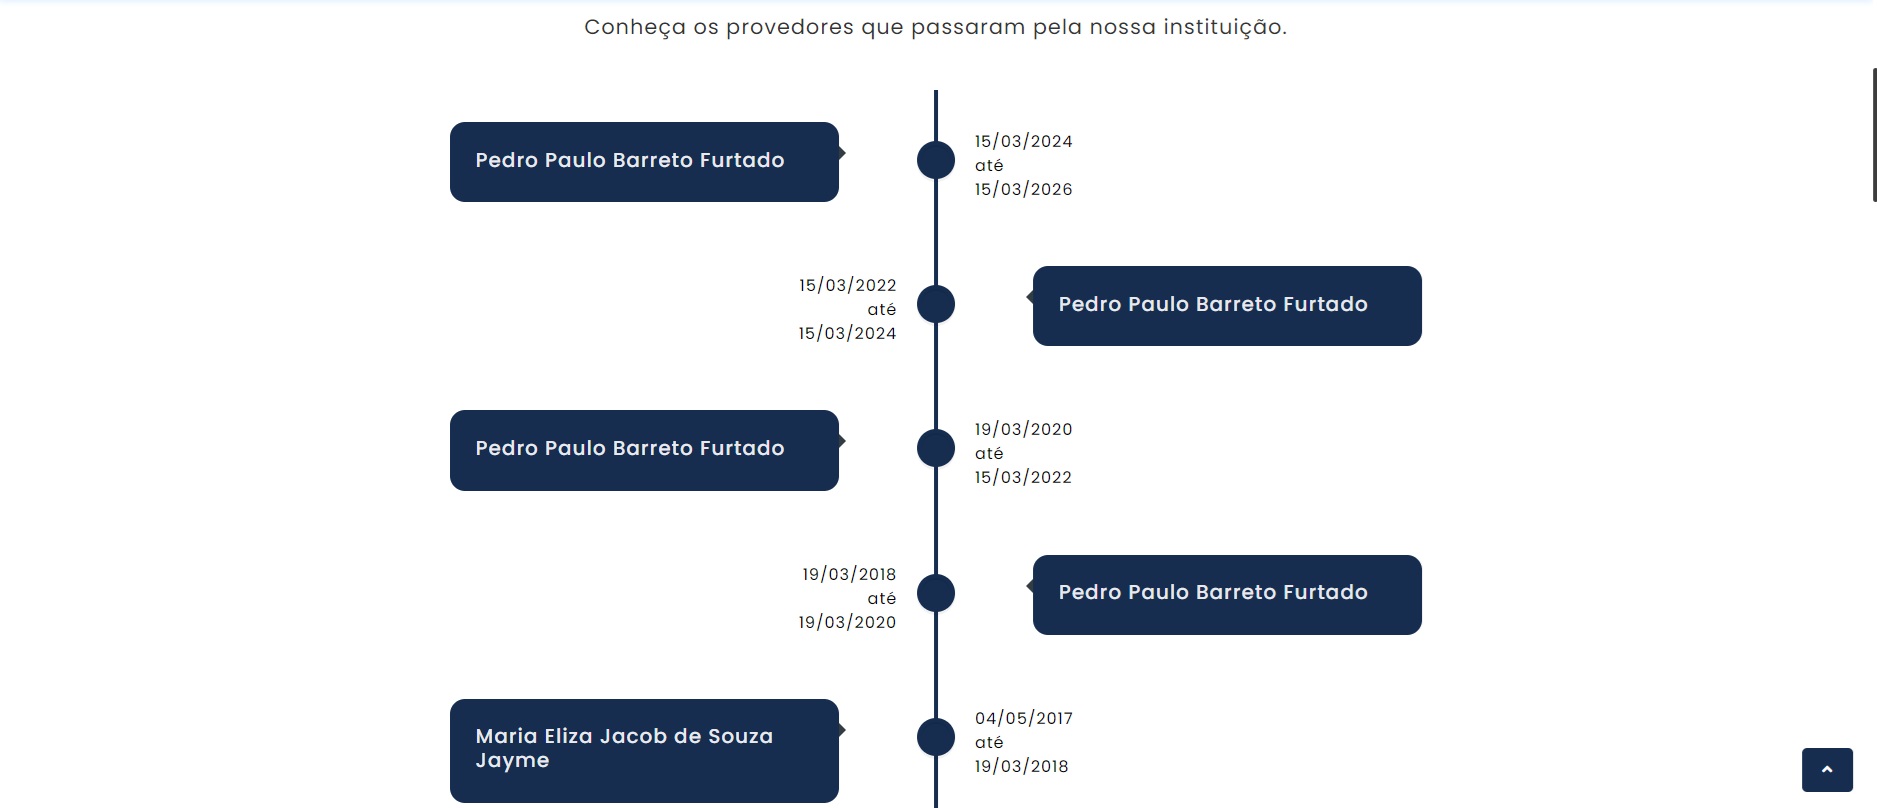 Conheça os provedores que passaram pela nossa instituição.
Pedro Paulo Barreto Furtado
15/03/2024
até
15/03/2026
15/03/2022
até
15/03/2024
Pedro Paulo Barreto Furtado
Pedro Paulo Barreto Furtado
19/03/2020
até
15/03/2022
19/03/2018
até
19/03/2020
Pedro Paulo Barreto Furtado
Maria Eliza Jacob de Souza
Jayme
04/05/2017
até
19/03/2018